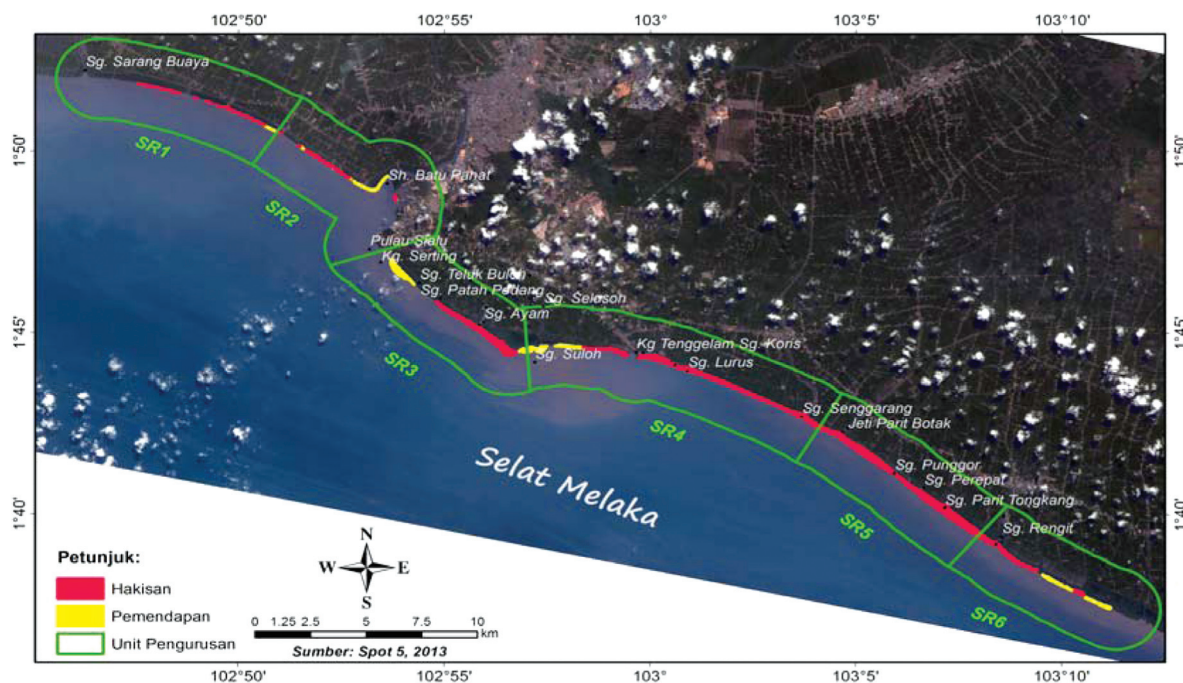 102°50' 102°55' 103° 103°5' 103°10'
Sg. Sarang Buaya
1°50' 1°50'
SR1
Sh. Batu Pahat
SR2
Pulau Sialu
Kg. Serting
Sg. Teluk Buloh
Sg. Patah Pedang
Sg. Selosoh
Sg. Ayam
1°45' 1°45'
Kg Tenggelam Sg. Koris
Sg. Suloh
Sg. Lurus
SR3
SR4
Sg. Senggarang
Jeti Parit Botak
Selat Melaka
Sg. Punggor
Sg. Perepat
Sg. Parit Tongkang
1°40' 1°40'
SR5
Sg. Rengit
SR6
Petunjuk:
Hakisan
Pemendapan
Unit Pengurusan
N
W E
S
0 1.25 2.5 5 7.5 10
km
Sumber: Spot 5, 2013
102°50' 102°55' 103° 103°5' 103°10'